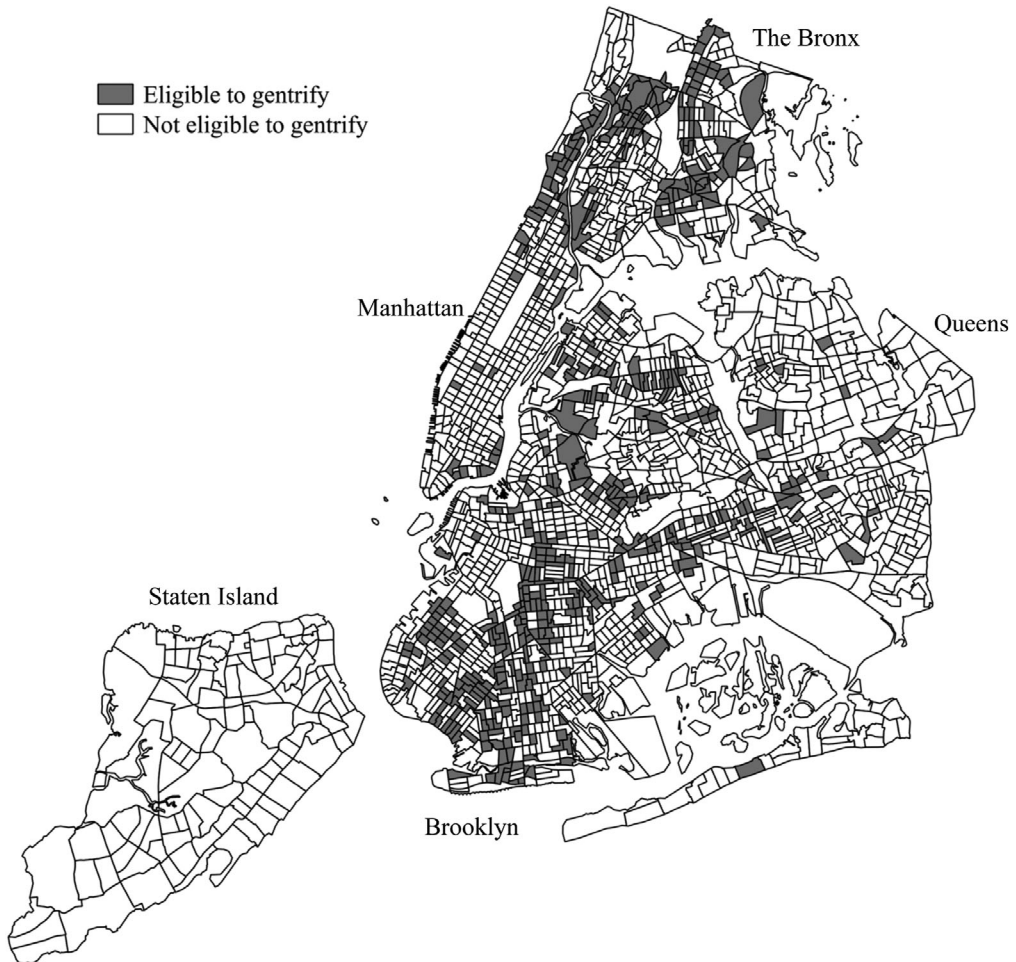 The Bronx
Eligible to gentrify
Not eligible to gentrify
Manhattan
Queens
Staten Island
Brooklyn